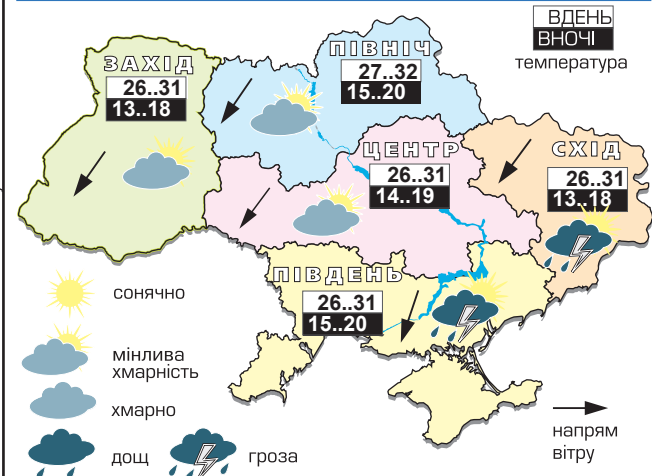 ВДЕНЬ
ВНОЧІ
температура
ПІВНІЧ
27..32
15..20
ЗАХІД
26..31
13..18
ЦЕНТР
26..31
14..19
СХІД
26..31
13..18
ПІВДЕНЬ
26..31
15..20
сонячно
мінлива
хмарність
хмарно
дощ
гроза
напрям
вітру